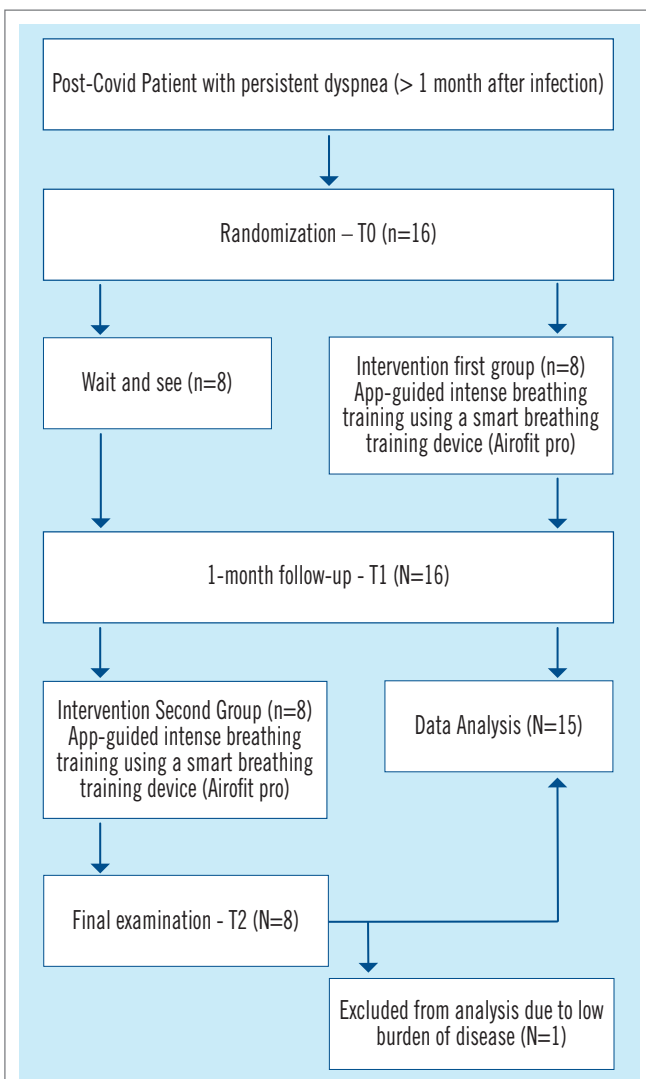 Post-Covid Patient with persistent dyspnea (> 1 month after infection)
Randomization – T0 (n=16)
Wait and see (n=8)
Intervention first group (n=8)
App-guided intense breathing
training using a smart breathing
training device (Airofit pro)
1-month follow-up - T1 (N=16)
Intervention Second Group (n=8)
App-guided intense breathing
training using a smart breathing
training device (Airofit pro)
Data Analysis (N=15)
Final examination - T2 (N=8)
Excluded from analysis due to low
burden of disease (N=1)